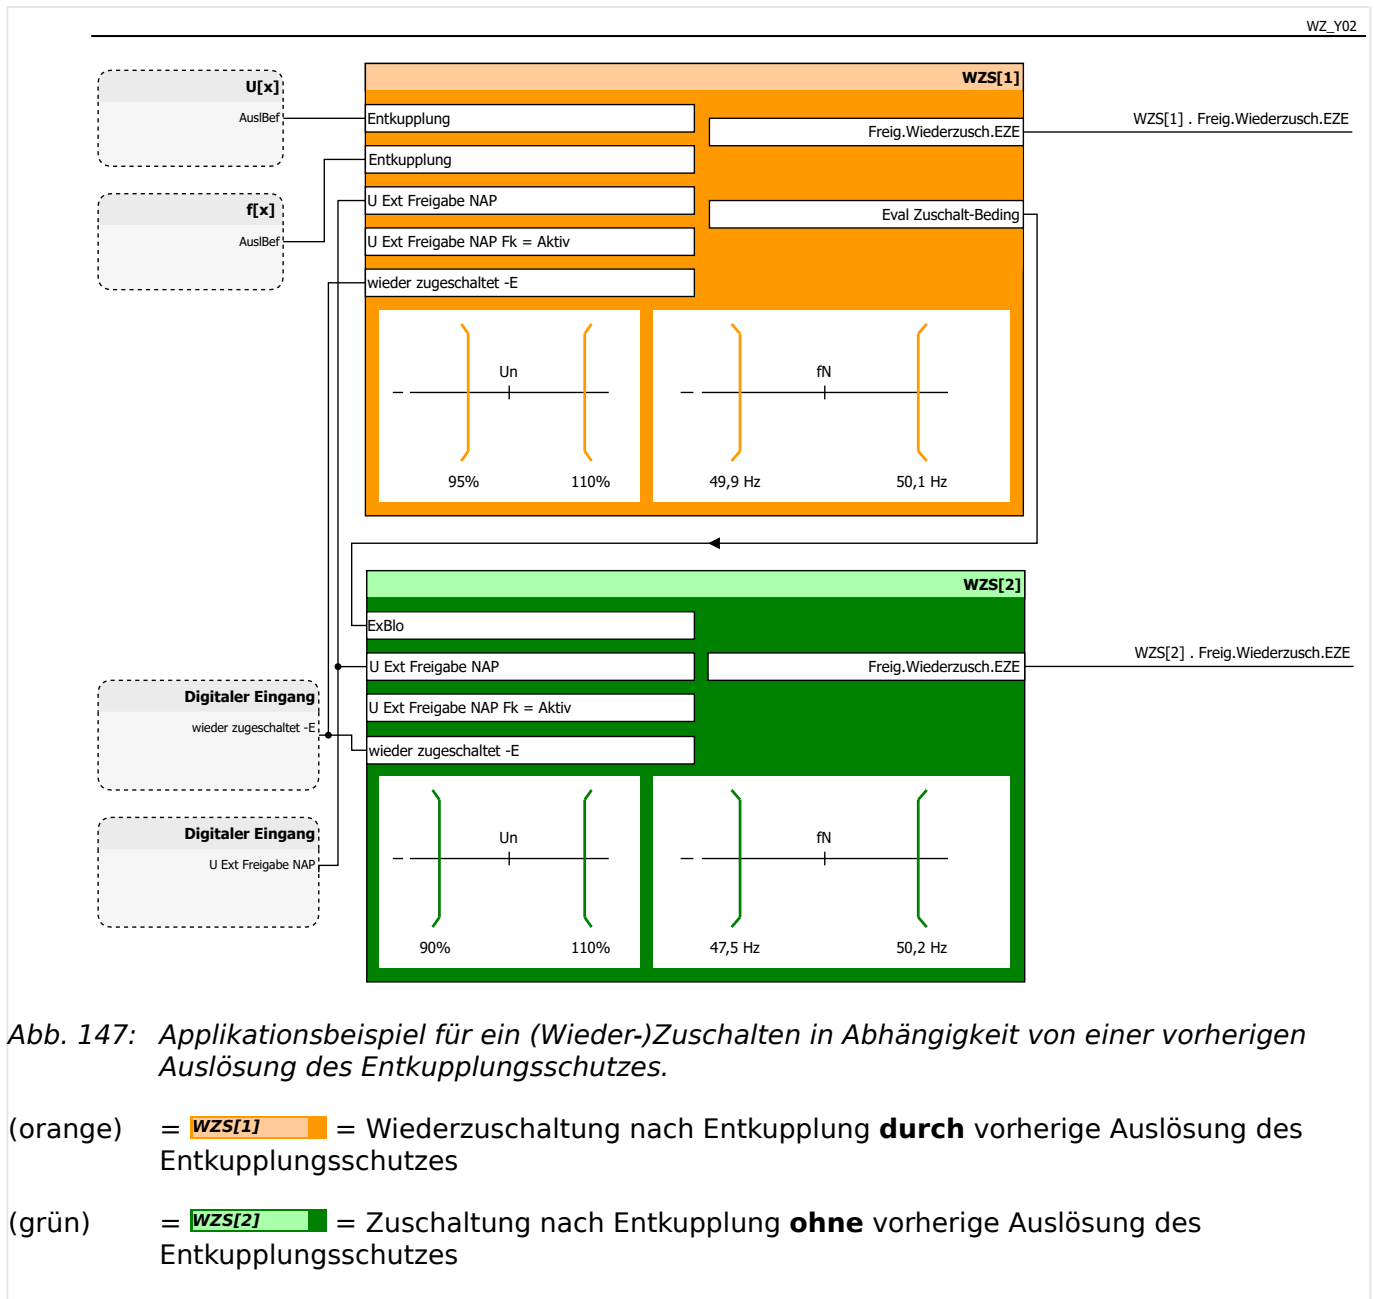 WZ_Y02
U[x]
AuslBef
f[x]
AuslBef
WZS[1]
Entkupplung
Entkupplung
U Ext Freigabe NAP
U Ext Freigabe NAP Fk = Aktiv
wieder zugeschaltet -E
Freig.Wiederzusch.EZE
Eval Zuschalt-Beding
WZS[1] . Freig.Wiederzusch.EZE
Un
95%
110%
fN
49,9 Hz
50,1 Hz
WZS[2]
ExBlo
U Ext Freigabe NAP
U Ext Freigabe NAP Fk = Aktiv
wieder zugeschaltet -E
Freig.Wiederzusch.EZE
WZS[2] . Freig.Wiederzusch.EZE
Digitaler Eingang
wieder zugeschaltet -E
Digitaler Eingang
U Ext Freigabe NAP
Un
90%
110%
fN
47,5 Hz
50,2 Hz
Abb. 147: Applikationsbeispiel für ein (Wieder-)Zuschalten in Abhängigkeit von einer vorherigen
Auslösung des Entkupplungsschutzes.
(orange) = WZS[1] = Wiederzuschaltung nach Entkupplung durch vorherige Auslösung des
Entkupplungsschutzes
(grün) = WZS[2] = Zuschaltung nach Entkupplung ohne vorherige Auslösung des
Entkupplungsschutzes